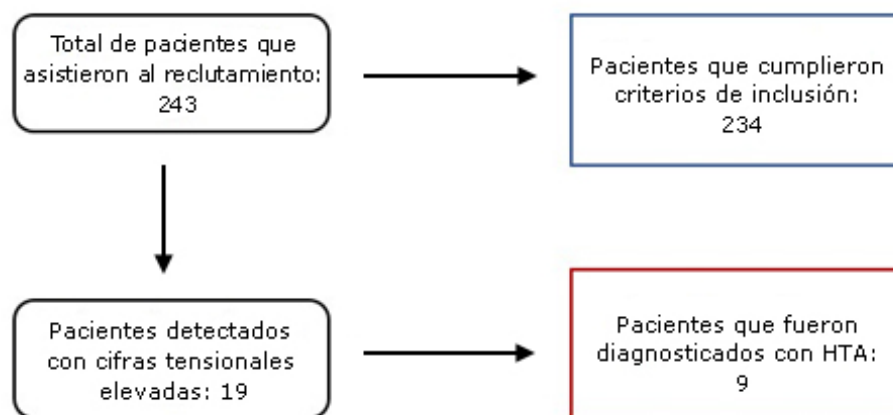 Total de pacientes que
asistieron al reclutamiento:
243
Pacientes que cumplieron
criterios de inclusión:
234
Pacientes detectados
con cifras tensionales
elevadas: 19
Pacientes que fueron
diagnosticados con HTA:
9